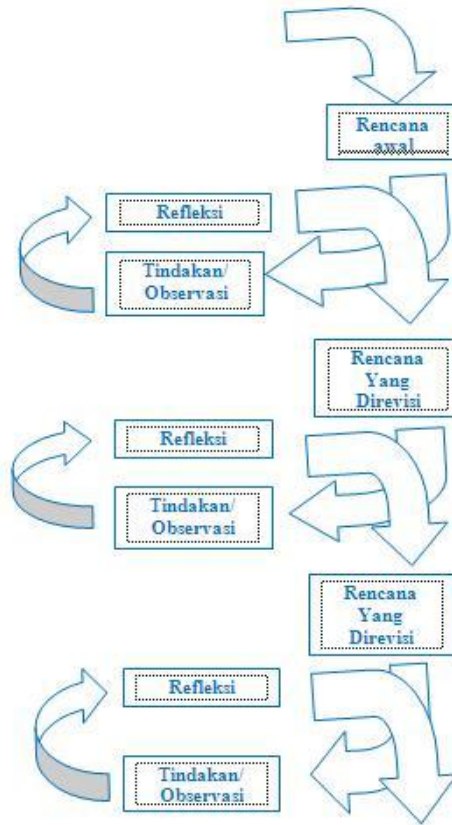 Rencana
awal
Refleksi
Tindakan/
Observasi
Rencana
Yang
Direvisi
Refleksi
Tindakan/
Observasi
Rencana
Yang
Direvisi
Refleksi
Tindakan/
Observasi